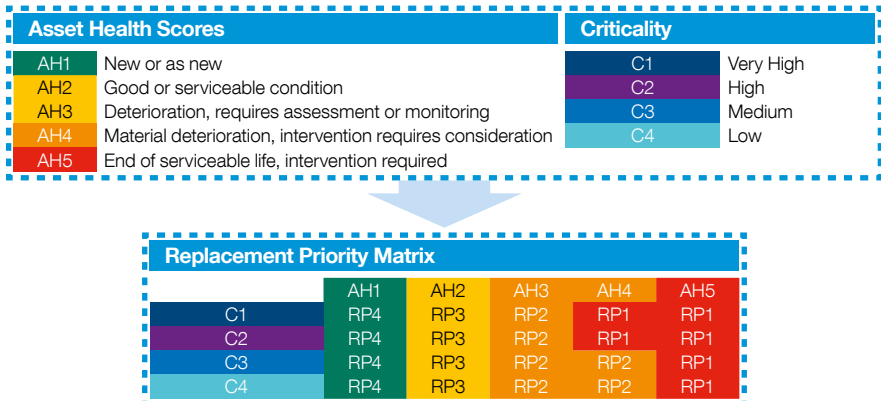 Asset Health Scores
AH1 New or as new
AH2 Good or serviceable condition
AH3 Deterioration, requires assessment or monitoring
AH4 Material deterioration, intervention requires consideration
AH5 End of serviceable life, intervention required
Criticality
C1 Very High
C2 High
C3 Medium
C4 Low
Replacement Priority Matrix
AH1 AH2 AH3 AH4 AH5
C1 RP4 RP3 RP2 RP1 RP1
C2 RP4 RP3 RP2 RP1 RP1
C3 RP4 RP3 RP2 RP2 RP1
C4 RP4 RP3 RP2 RP2 RP1